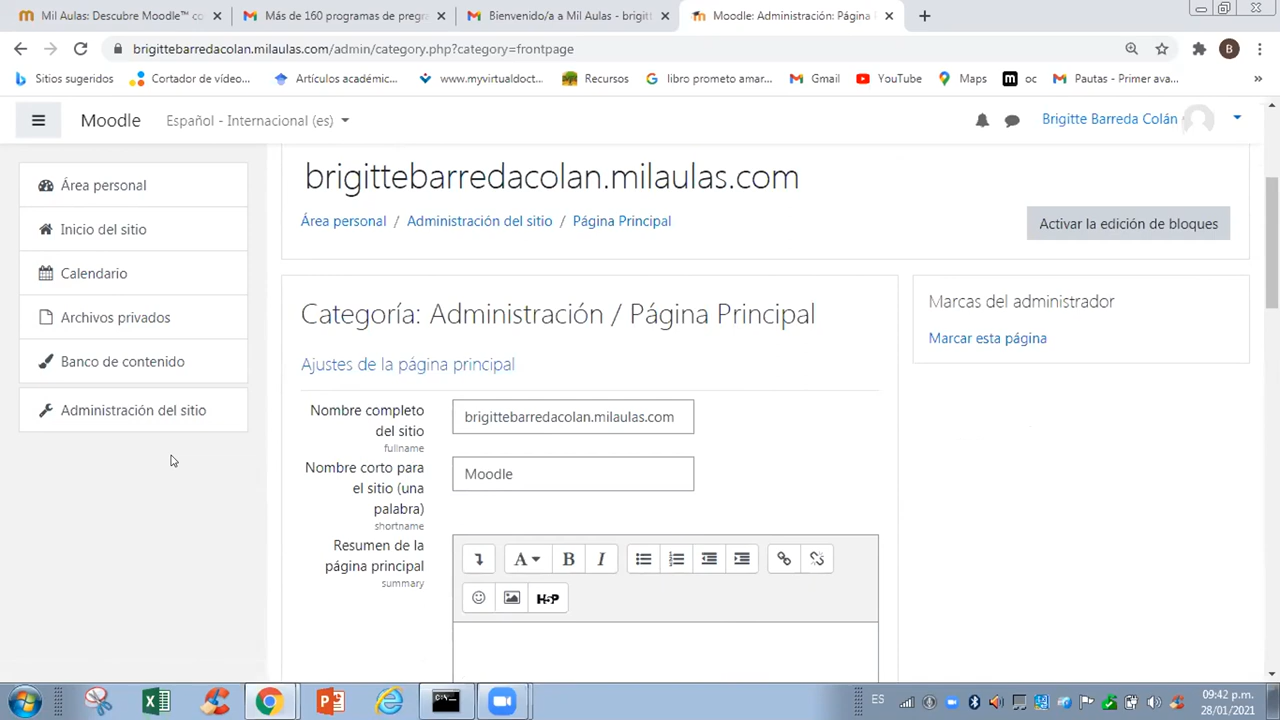 Mil Aulas: Descubre Moodle™ co
Más de 160 programas de pregr
Bienvenido/a a Mil Aulas - brigitt
Moodle: Administración: Página
brigittebarredacolan.milaulas.com/admin/category.php?category=frontpage
B
Sitios sugeridos
Cortador de vídeo...
Artículos académic...
www.myvirtualdoct...
Recursos
libro prometo amar...
Gmail
YouTube
Maps
oc
Pautas - Primer ava...
»
Moodle
Español - Internacional (es)
Brigitte Barreda Colán
Área personal
Inicio del sitio
Calendario
Archivos privados
Banco de contenido
Administración del sitio
brigittebarredacolan.milaulas.com
Área personal / Administración del sitio / Página Principal
Activar la edición de bloques
Categoría: Administración / Página Principal
Ajustes de la página principal
Nombre completo
del sitio
fullname
brigittebarredacolan.milaulas.com
Nombre corto para
el sitio (una
palabra)
shortname
Moodle
Resumen de la
página principal
summary
A
B
I
H5P
Marcas del administrador
Marcar esta página
ES
09:42 p.m.
28/01/2021